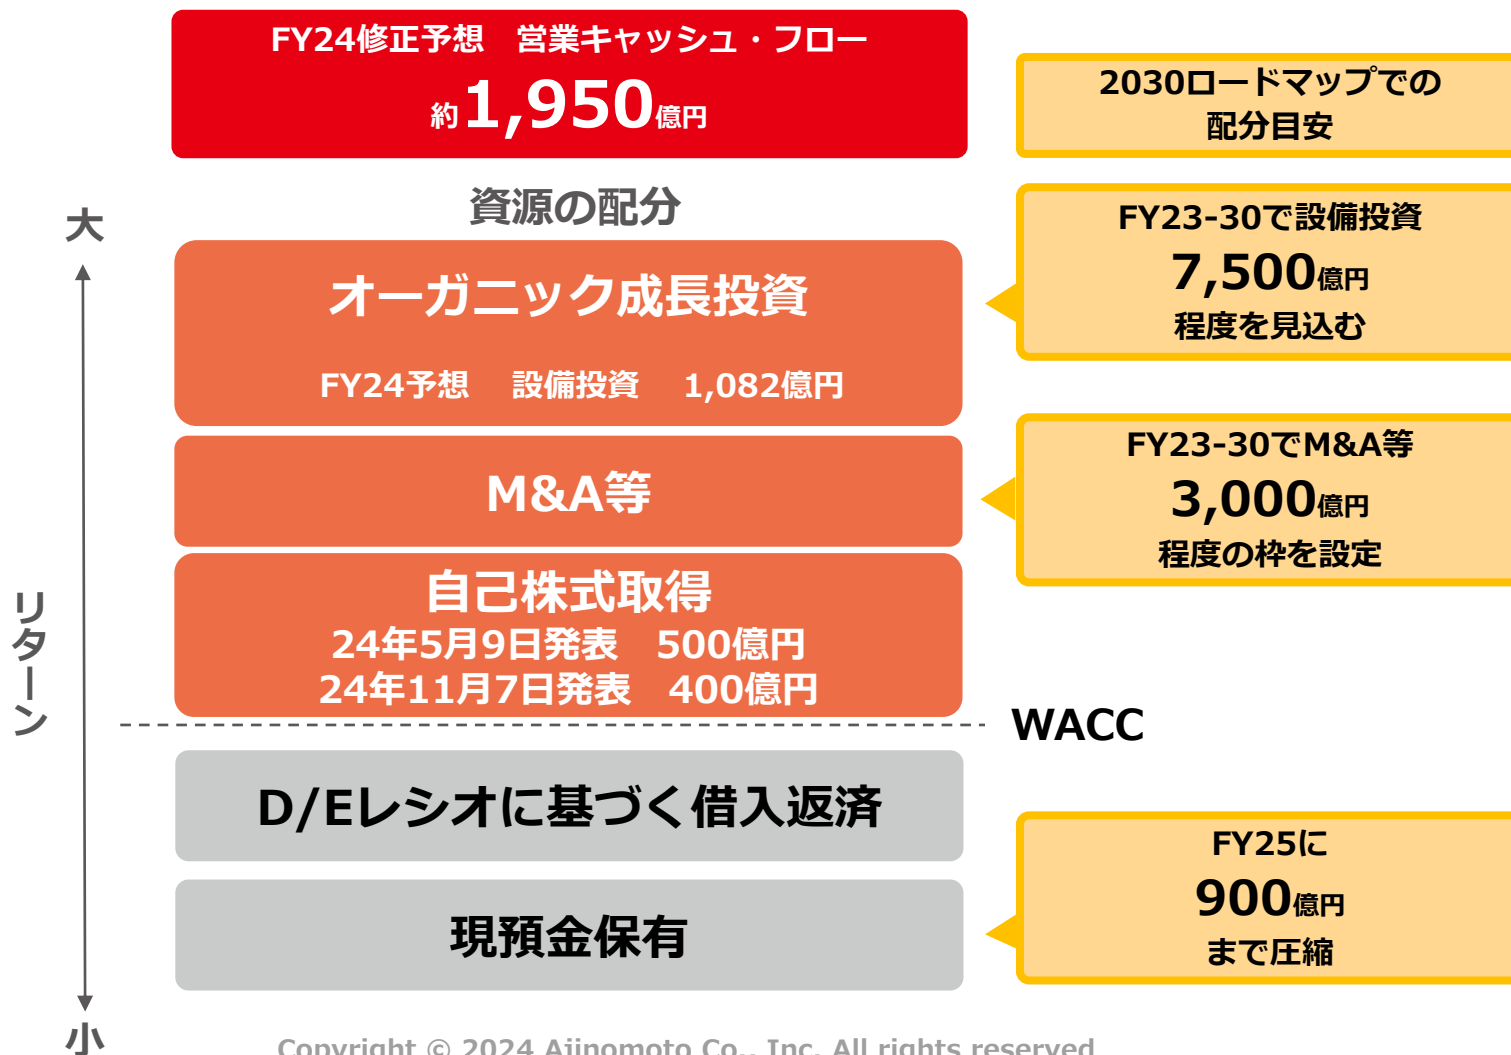 FY24修正予想　営業キャッシュ・フロー
約1,950億円
2030ロードマップでの
配分目安
資源の配分
大
リターン
小
オーガニック成長投資
FY24予想　設備投資　1,082億円
FY23-30で設備投資
7,500億円
程度を見込む
M&A等
FY23-30でM&A等
3,000億円
程度の枠を設定
自己株式取得
24年5月9日発表　500億円
24年11月7日発表　400億円
WACC
D/Eレシオに基づく借入返済
現預金保有
FY25に
900億円
まで圧縮
Copyright © 2024 Ajinomoto Co., Inc. All rights reserved